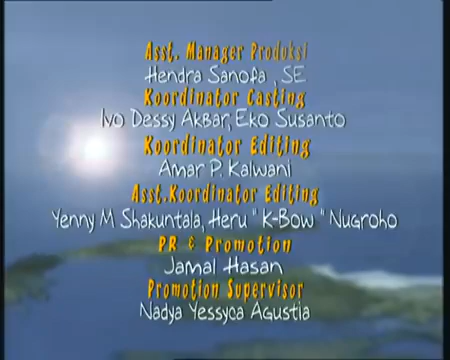 Asst. Manager Produksi
Hendra Sanofa , SE
Koordinator Casting
Ivo Dessy Akbar, Eko Susanto
Koordinator Editing
Amar P. Kalwani
Asst.Koordinator Editing
Yenny M Shakuntala, Heru " K-Bow " Nugroho
PR & Promotion
Jamal Hasan
Promotion Supervisor
Nadya Yessyca Agustia